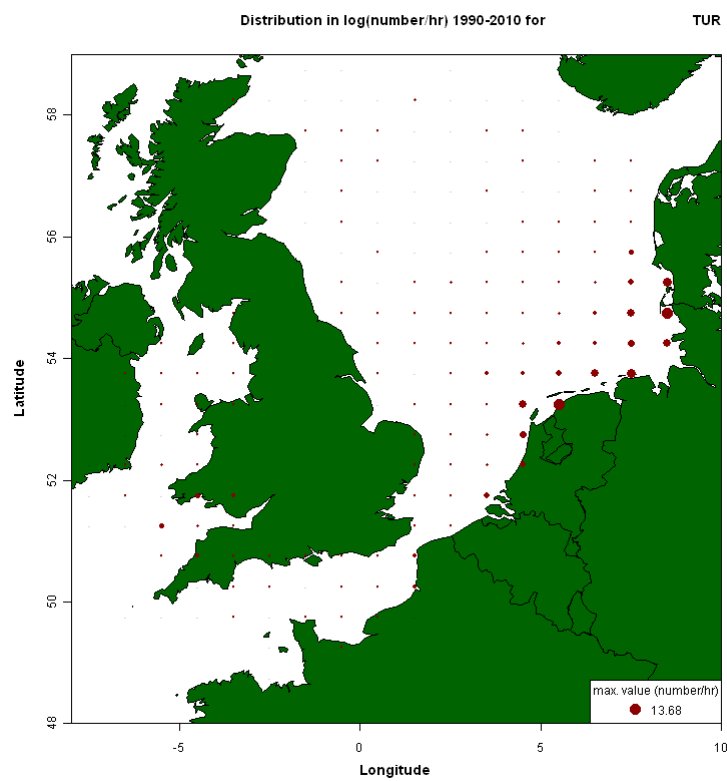 Distribution in log(number/hr) 1990-2010 for TUR
58
56
54
52
50
48
Latitude
max. value (number/hr)
13.68
-5 0 5 10
Longitude